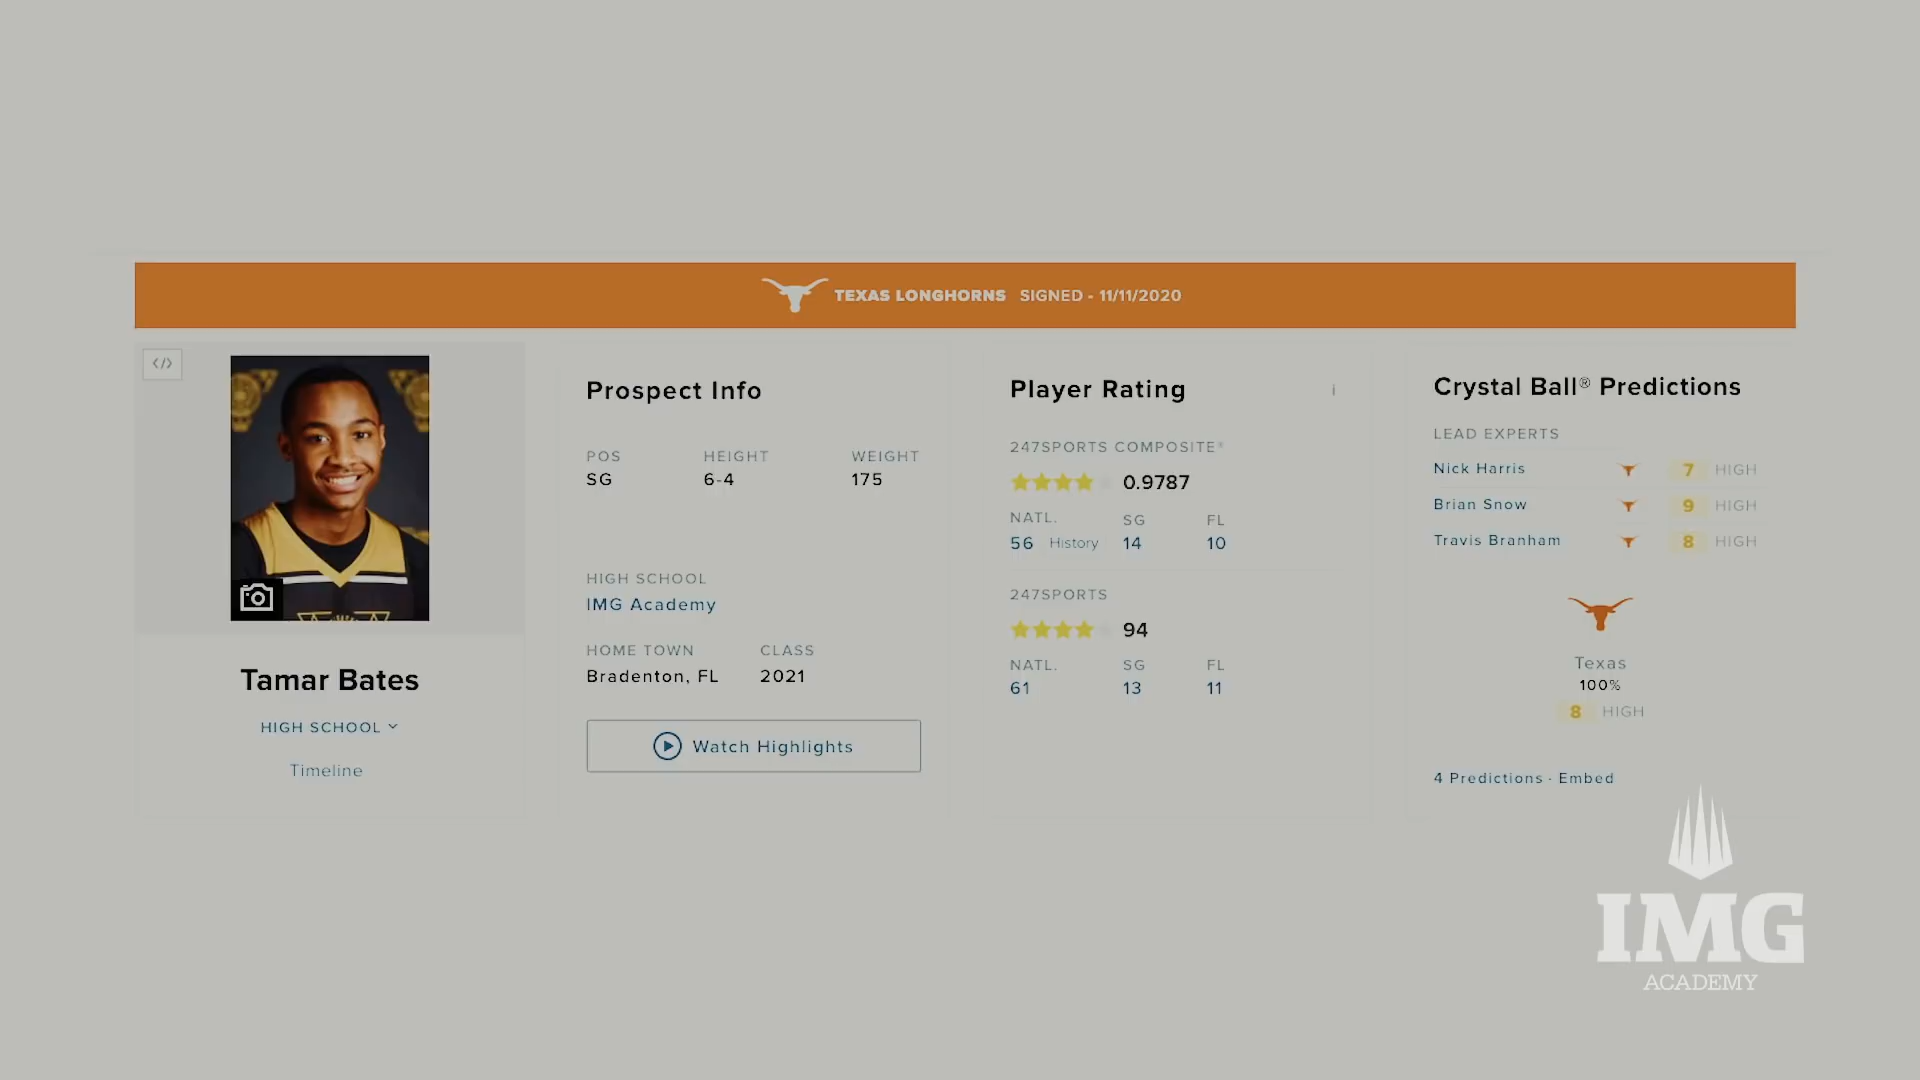 TEXAS LONGHORNS SIGNED - 11/11/2020
</>
Tamar Bates
HIGH SCHOOL
Timeline
Prospect Info
POS HEIGHT WEIGHT
SG 6-4 175
HIGH SCHOOL
IMG Academy
HOME TOWN CLASS
Bradenton, FL 2021
Watch Highlights
Player Rating i
247SPORTS COMPOSITE®
0.9787
NATL. SG FL
56 History 14 10
247SPORTS
94
NATL. SG FL
61 13 11
Crystal Ball® Predictions
LEAD EXPERTS
Nick Harris 7 HIGH
Brian Snow 9 HIGH
Travis Branham 8 HIGH
Texas
100%
8 HIGH
4 Predictions · Embed
IMG
ACADEMY